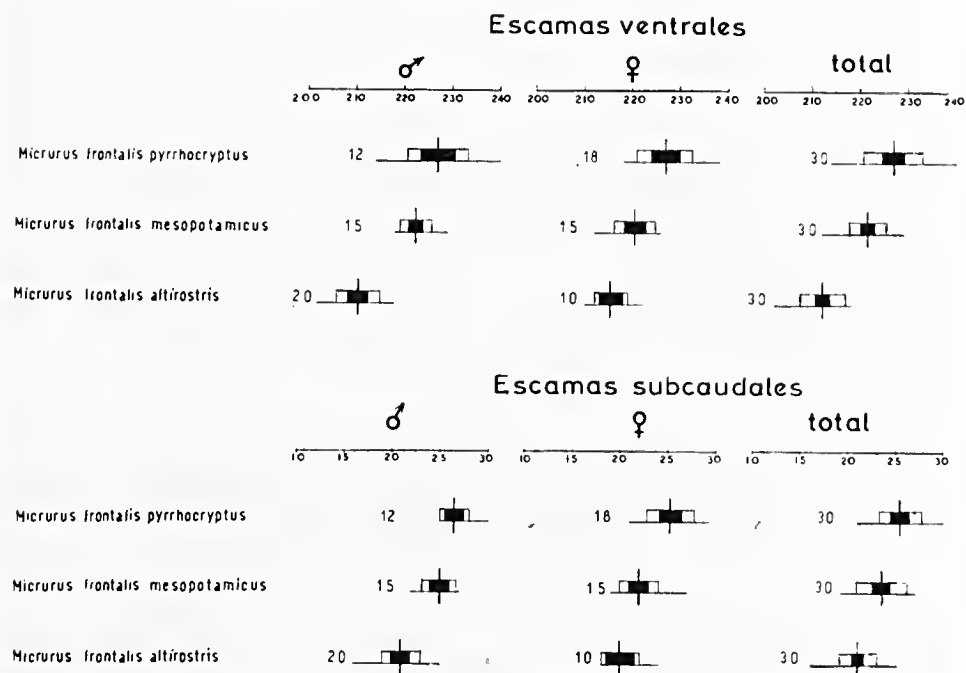 Escamas ventrales
♂ ♀ total
200 210 220 230 240 200 210 220 230 240 200 210 220 230 240
Micrurus frontalis pyrrhocryptus 12 18 30
Micrurus frontalis mesopotamicus 15 15 30
Micrurus frontalis altirostris 20 10 30
Escamas subcaudales
♂ ♀ total
10 15 20 25 30 10 15 20 25 30 10 15 20 25 30
Micrurus frontalis pyrrhocryptus 12 18 30
Micrurus frontalis mesopotamicus 15 15 30
Micrurus frontalis altirostris 20 10 30